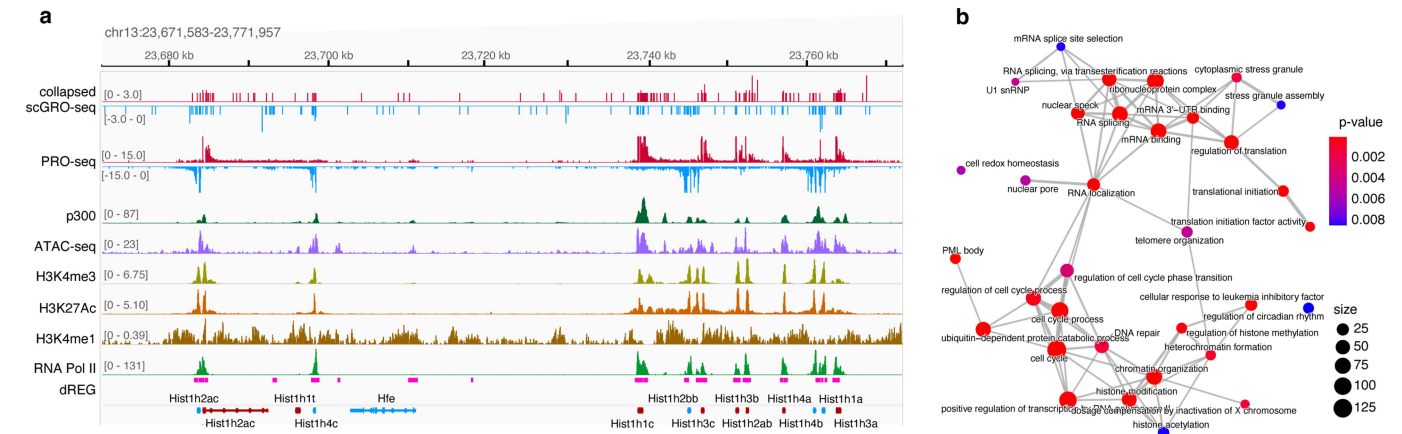 a
chr13:23,671,583-23,771,957
23,680 kb 23,700 kb 23,720 kb 23,740 kb 23,760 kb
collapsed
scGRO-seq
[0 - 3.0]
[-3.0 - 0]
PRO-seq
[0 - 15.0]
[-15.0 - 0]
p300
[0 - 87]
ATAC-seq
[0 - 23]
H3K4me3
[0 - 6.75]
H3K27Ac
[0 - 5.10]
H3K4me1
[0 - 0.39]
RNA Pol II
[0 - 131]
dREG
Hist1h2ac Hist1h1t Hfe Hist1h2bb Hist1h3b Hist1h4a Hist1h1a
Hist1h2ac Hist1h4c Hist1h1c Hist1h3c Hist1h2ab Hist1h4b Hist1h3a
b
mRNA splice site selection
RNA splicing, via transesterification reactions
cytoplasmic stress granule
U1 snRNP
ribonucleoprotein complex
stress granule assembly
nuclear speck
mRNA 3'-UTR binding
RNA splicing
mRNA binding
regulation of translation
cell redox homeostasis
nuclear pore
RNA localization
translational initiation
translation initiation factor activity
telomere organization
PML body
regulation of cell cycle phase transition
regulation of cell cycle process
cellular response to leukemia inhibitory factor
cell cycle process
regulation of circadian rhythm
DNA repair
regulation of histone methylation
ubiquitin-dependent protein catabolic process
heterochromatin formation
cell cycle
chromatin organization
histone modification
positive regulation of transcription by RNA polymerase II
dosage compensation by inactivation of X chromosome
histone acetylation
p-value
0.002
0.004
0.006
0.008
size
25
50
75
100
125